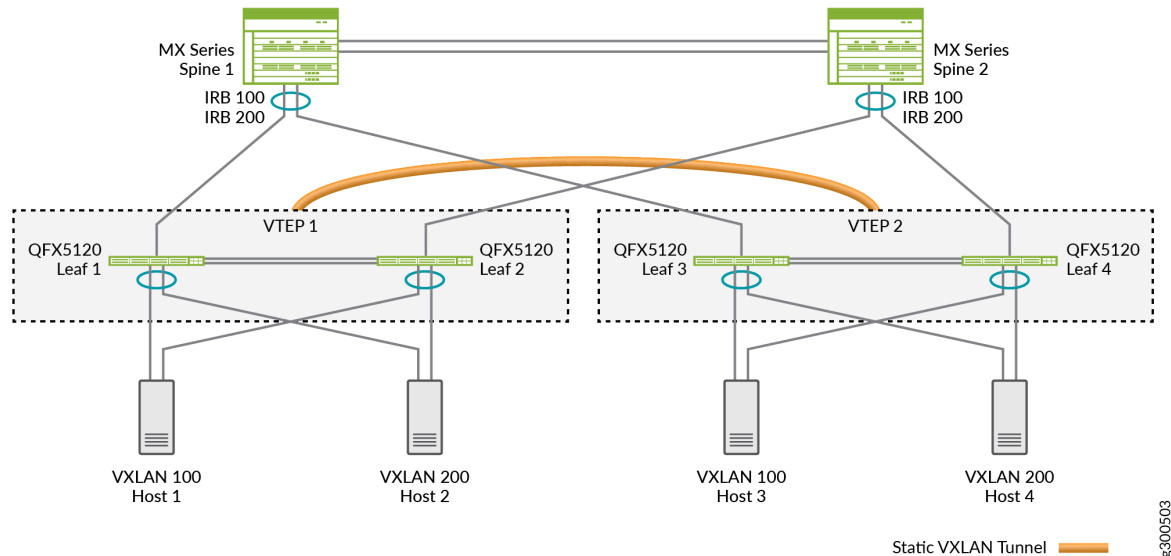 MX Series
Spine 1
MX Series
Spine 2
IRB 100
IRB 200
IRB 100
IRB 200
VTEP 1
VTEP 2
QFX5120
Leaf 1
QFX5120
Leaf 2
QFX5120
Leaf 3
QFX5120
Leaf 4
VXLAN 100
Host 1
VXLAN 200
Host 2
VXLAN 100
Host 3
VXLAN 200
Host 4
Static VXLAN Tunnel